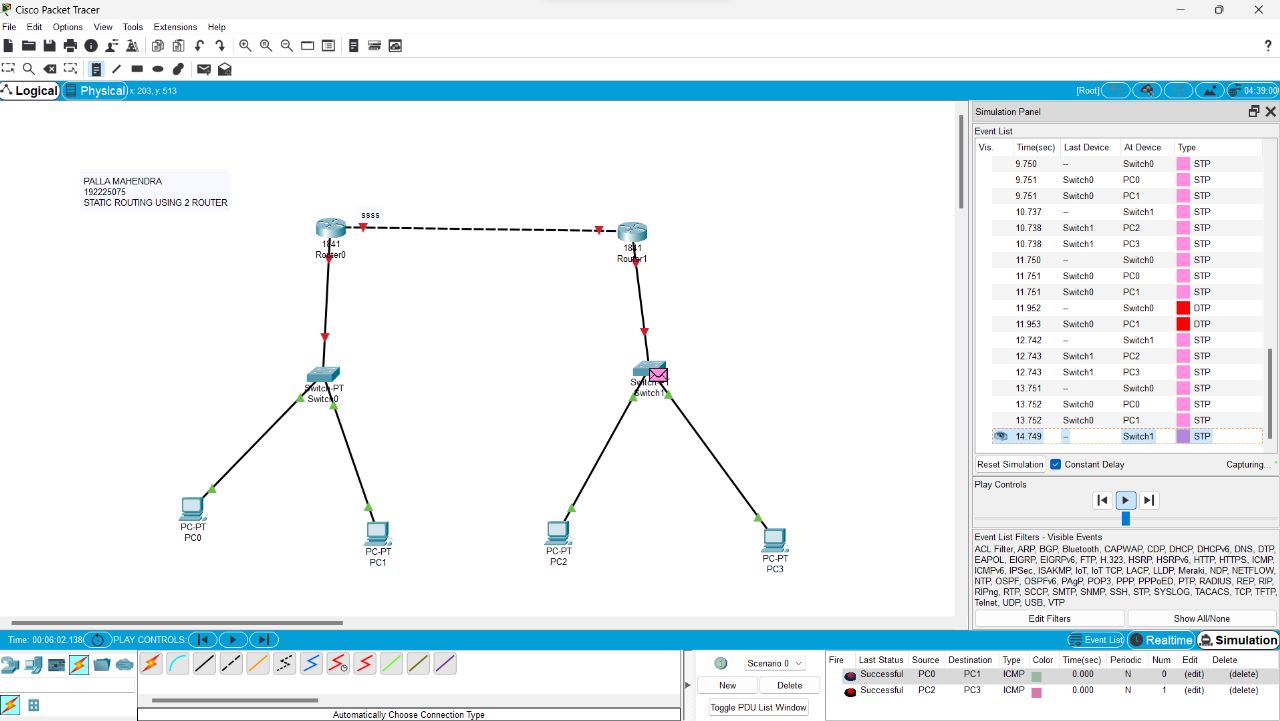 Cisco Packet Tracer
File Edit Options View Tools Extensions Help
?
Logical Physical x: 203, y: 513 [Root] 04:39:00
PALLA MAHENDRA
192225075
STATIC ROUTING USING 2 ROUTER
ssss
1841
Router0
1841
Router1
Switch-PT
Switch0
Switch1
PC-PT
PC0
PC-PT
PC1
PC-PT
PC2
PC-PT
PC3
Simulation Panel
Event List
Vis. Time(sec) Last Device At Device Type
9.750 -- Switch0 STP
9.751 Switch0 PC0 STP
9.751 Switch0 PC1 STP
10.737 -- Switch1 STP
10.738 Switch1 PC2 STP
10.738 Switch1 PC3 STP
11.750 -- Switch0 STP
11.751 Switch0 PC0 STP
11.751 Switch0 PC1 STP
11.952 -- Switch0 DTP
11.953 Switch0 PC1 DTP
12.742 -- Switch1 STP
12.743 Switch1 PC2 STP
12.743 Switch1 PC3 STP
13.751 -- Switch0 STP
13.752 Switch0 PC0 STP
13.752 Switch0 PC1 STP
14.749 -- Switch1 STP
Reset Simulation Constant Delay Capturing...
Play Controls
Event List Filters - Visible Events
ACL Filter, ARP, BGP, Bluetooth, CAPWAP, CDP, DHCP, DHCPv6, DNS, DTP,
EAPOL, EIGRP, EIGRPv6, FTP, H.323, HSRP, HSRPv6, HTTP, HTTPS, ICMP,
ICMPv6, IPSec, ISAKMP, IoT, IoT TCP, LACP, LLDP, Meraki, NDP, NETFLOW,
NTP, OSPF, OSPFv6, PAgP, POP3, PPP, PPPoED, PTP, RADIUS, REP, RIP,
RIPng, RTP, SCCP, SMTP, SNMP, SSH, STP, SYSLOG, TACACS, TCP, TFTP,
Telnet, UDP, USB, VTP
Edit Filters Show All/None
Time: 00:06:02.138 PLAY CONTROLS: Event List Realtime Simulation
Automatically Choose Connection Type
Scenario 0
New Delete
Toggle PDU List Window
Fire Last Status Source Destination Type Color Time(sec) Periodic Num Edit Delete
Successful PC0 PC1 ICMP 0.000 N 0 (edit) (delete)
Successful PC2 PC3 ICMP 0.000 N 1 (edit) (delete)